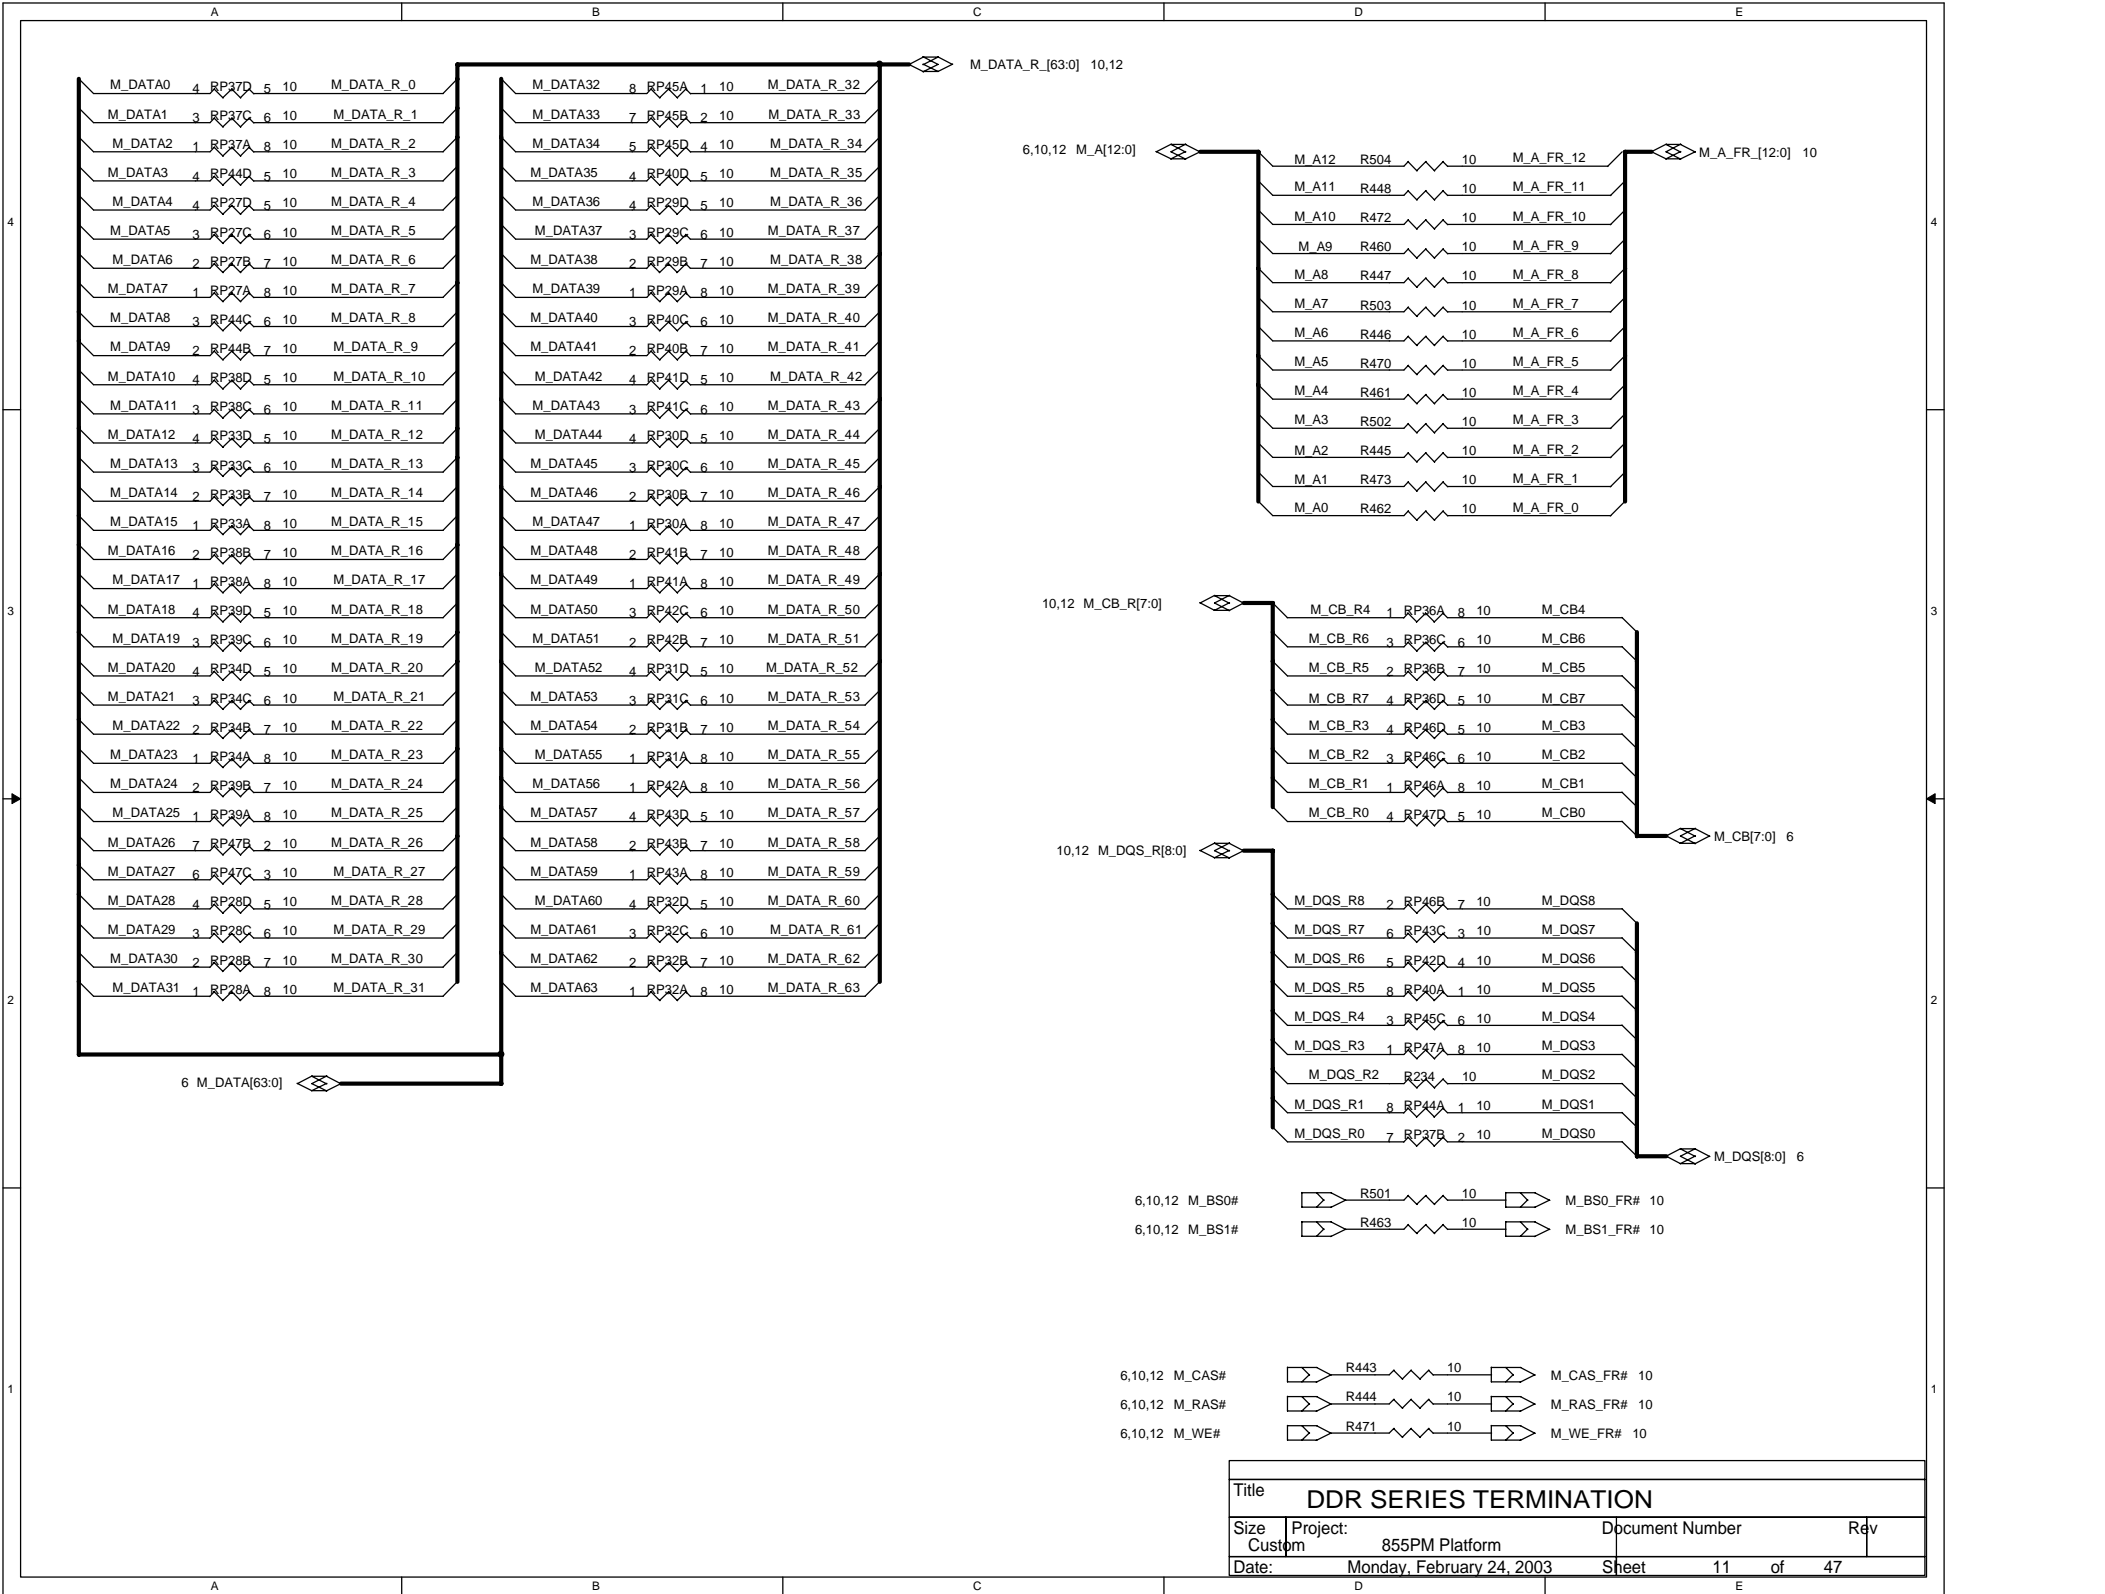 A B C D E
M_DATA_R_[63:0] 10,12
M_DATA0 4 RP37D 5 10 M_DATA_R_0
M_DATA1 3 RP37C 6 10 M_DATA_R_1
M_DATA2 1 RP37A 8 10 M_DATA_R_2
M_DATA3 4 RP44D 5 10 M_DATA_R_3
M_DATA4 4 RP27D 5 10 M_DATA_R_4
M_DATA5 3 RP27C 6 10 M_DATA_R_5
M_DATA6 2 RP27B 7 10 M_DATA_R_6
M_DATA7 1 RP27A 8 10 M_DATA_R_7
M_DATA8 3 RP44C 6 10 M_DATA_R_8
M_DATA9 2 RP44B 7 10 M_DATA_R_9
M_DATA10 4 RP38D 5 10 M_DATA_R_10
M_DATA11 3 RP38C 6 10 M_DATA_R_11
M_DATA12 4 RP33D 5 10 M_DATA_R_12
M_DATA13 3 RP33C 6 10 M_DATA_R_13
M_DATA14 2 RP33B 7 10 M_DATA_R_14
M_DATA15 1 RP33A 8 10 M_DATA_R_15
M_DATA16 2 RP38B 7 10 M_DATA_R_16
M_DATA17 1 RP38A 8 10 M_DATA_R_17
M_DATA18 4 RP39D 5 10 M_DATA_R_18
M_DATA19 3 RP39C 6 10 M_DATA_R_19
M_DATA20 4 RP34D 5 10 M_DATA_R_20
M_DATA21 3 RP34C 6 10 M_DATA_R_21
M_DATA22 2 RP34B 7 10 M_DATA_R_22
M_DATA23 1 RP34A 8 10 M_DATA_R_23
M_DATA24 2 RP39B 7 10 M_DATA_R_24
M_DATA25 1 RP39A 8 10 M_DATA_R_25
M_DATA26 7 RP47B 2 10 M_DATA_R_26
M_DATA27 6 RP47C 3 10 M_DATA_R_27
M_DATA28 4 RP28D 5 10 M_DATA_R_28
M_DATA29 3 RP28C 6 10 M_DATA_R_29
M_DATA30 2 RP28B 7 10 M_DATA_R_30
M_DATA31 1 RP28A 8 10 M_DATA_R_31
6 M_DATA[63:0]
M_DATA32 8 RP45A 1 10 M_DATA_R_32
M_DATA33 7 RP45B 2 10 M_DATA_R_33
M_DATA34 5 RP45D 4 10 M_DATA_R_34
M_DATA35 4 RP40D 5 10 M_DATA_R_35
M_DATA36 4 RP29D 5 10 M_DATA_R_36
M_DATA37 3 RP29C 6 10 M_DATA_R_37
M_DATA38 2 RP29B 7 10 M_DATA_R_38
M_DATA39 1 RP29A 8 10 M_DATA_R_39
M_DATA40 3 RP40C 6 10 M_DATA_R_40
M_DATA41 2 RP40B 7 10 M_DATA_R_41
M_DATA42 4 RP41D 5 10 M_DATA_R_42
M_DATA43 3 RP41C 6 10 M_DATA_R_43
M_DATA44 4 RP30D 5 10 M_DATA_R_44
M_DATA45 3 RP30C 6 10 M_DATA_R_45
M_DATA46 2 RP30B 7 10 M_DATA_R_46
M_DATA47 1 RP30A 8 10 M_DATA_R_47
M_DATA48 2 RP41B 7 10 M_DATA_R_48
M_DATA49 1 RP41A 8 10 M_DATA_R_49
M_DATA50 3 RP42C 6 10 M_DATA_R_50
M_DATA51 2 RP42B 7 10 M_DATA_R_51
M_DATA52 4 RP31D 5 10 M_DATA_R_52
M_DATA53 3 RP31C 6 10 M_DATA_R_53
M_DATA54 2 RP31B 7 10 M_DATA_R_54
M_DATA55 1 RP31A 8 10 M_DATA_R_55
M_DATA56 1 RP42A 8 10 M_DATA_R_56
M_DATA57 4 RP43D 5 10 M_DATA_R_57
M_DATA58 2 RP43B 7 10 M_DATA_R_58
M_DATA59 1 RP43A 8 10 M_DATA_R_59
M_DATA60 4 RP32D 5 10 M_DATA_R_60
M_DATA61 3 RP32C 6 10 M_DATA_R_61
M_DATA62 2 RP32B 7 10 M_DATA_R_62
M_DATA63 1 RP32A 8 10 M_DATA_R_63
6,10,12 M_A[12:0]
M_A_FR_[12:0] 10
M_A12 R504 10 M_A_FR_12
M_A11 R448 10 M_A_FR_11
M_A10 R472 10 M_A_FR_10
M_A9 R460 10 M_A_FR_9
M_A8 R447 10 M_A_FR_8
M_A7 R503 10 M_A_FR_7
M_A6 R446 10 M_A_FR_6
M_A5 R470 10 M_A_FR_5
M_A4 R461 10 M_A_FR_4
M_A3 R502 10 M_A_FR_3
M_A2 R445 10 M_A_FR_2
M_A1 R473 10 M_A_FR_1
M_A0 R462 10 M_A_FR_0
10,12 M_CB_R[7:0]
M_CB_R4 1 RP36A 8 10 M_CB4
M_CB_R6 3 RP36C 6 10 M_CB6
M_CB_R5 2 RP36B 7 10 M_CB5
M_CB_R7 4 RP36D 5 10 M_CB7
M_CB_R3 4 RP46D 5 10 M_CB3
M_CB_R2 3 RP46C 6 10 M_CB2
M_CB_R1 1 RP46A 8 10 M_CB1
M_CB_R0 4 RP47D 5 10 M_CB0
M_CB[7:0] 6
10,12 M_DQS_R[8:0]
M_DQS_R8 2 RP46B 7 10 M_DQS8
M_DQS_R7 6 RP43C 3 10 M_DQS7
M_DQS_R6 5 RP42D 4 10 M_DQS6
M_DQS_R5 8 RP40A 1 10 M_DQS5
M_DQS_R4 3 RP45C 6 10 M_DQS4
M_DQS_R3 1 RP47A 8 10 M_DQS3
M_DQS_R2 R234 10 M_DQS2
M_DQS_R1 8 RP44A 1 10 M_DQS1
M_DQS_R0 7 RP37B 2 10 M_DQS0
M_DQS[8:0] 6
6,10,12 M_BS0# R501 10 M_BS0_FR# 10
6,10,12 M_BS1# R463 10 M_BS1_FR# 10
6,10,12 M_CAS# R443 10 M_CAS_FR# 10
6,10,12 M_RAS# R444 10 M_RAS_FR# 10
6,10,12 M_WE# R471 10 M_WE_FR# 10
4 4
3 3
2 2
1 1
Title DDR SERIES TERMINATION
Size Project: Document Number Rev
Custom 855PM Platform
Date: Monday, February 24, 2003 Sheet 11 of 47
A B C D E